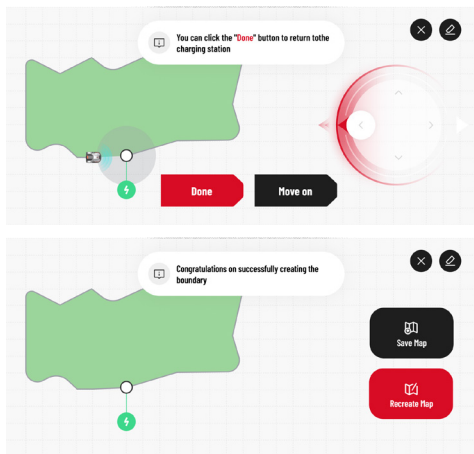 You can click the "Done" button to return tothe
charging station
Done
Move on
Congratulations on successfully creating the
boundary
Save Map
Recreate Map